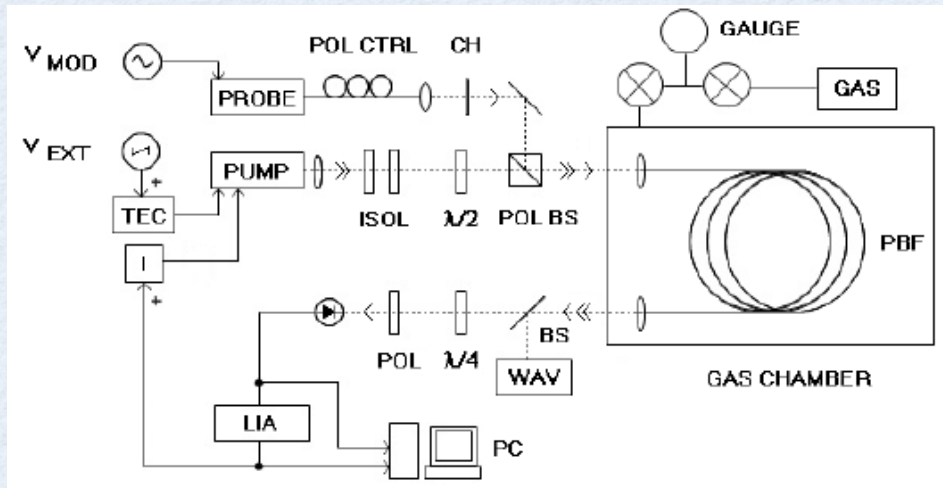 GAUGE
POL CTRL CH
V MOD
PROBE
GAS
V EXT
+
PUMP
TEC
ISOL λ/2 POL BS
PBF
I
+
POL λ/4 BS
WAV
GAS CHAMBER
LIA
PC